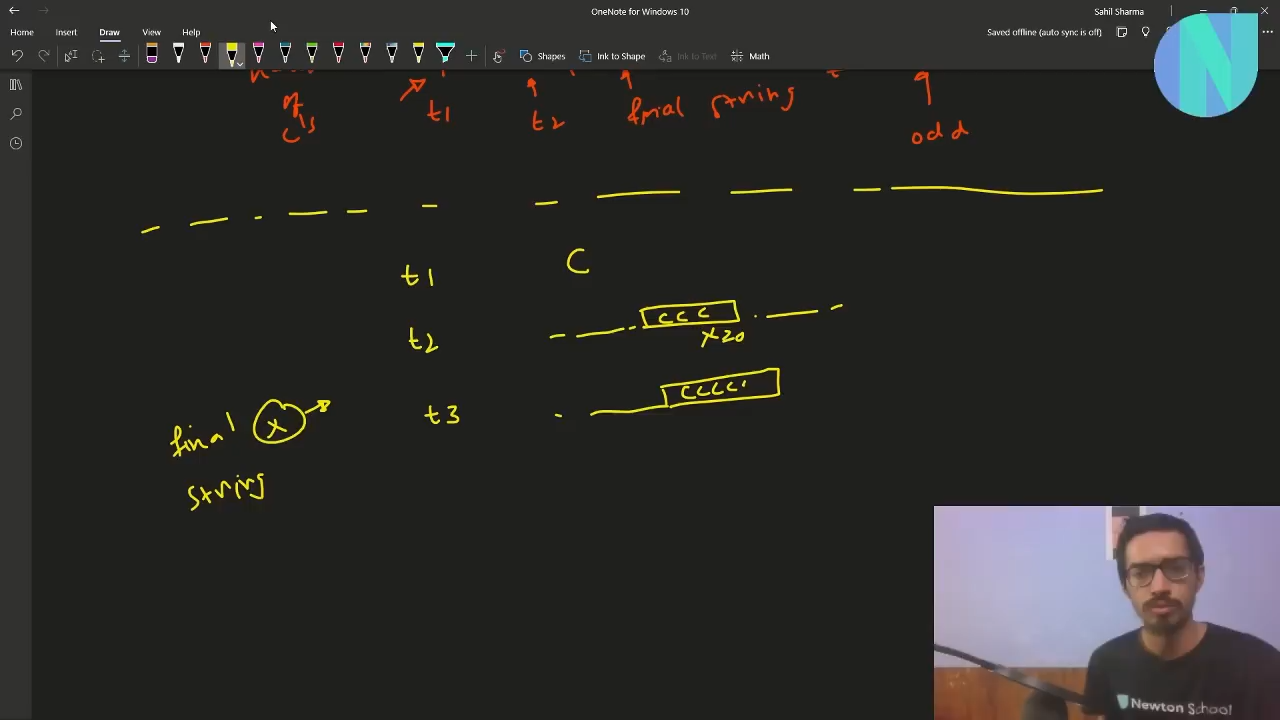 OneNote for Windows 10
Sahil Sharma
Home Insert Draw View Help
Saved offline (auto sync is off)
Shapes Ink to Shape Ink to Text Math
of
c's
t1
t2
final string
odd
t1 C
t2 c c c
x20
t3 c c c c
final x
string
Newton School